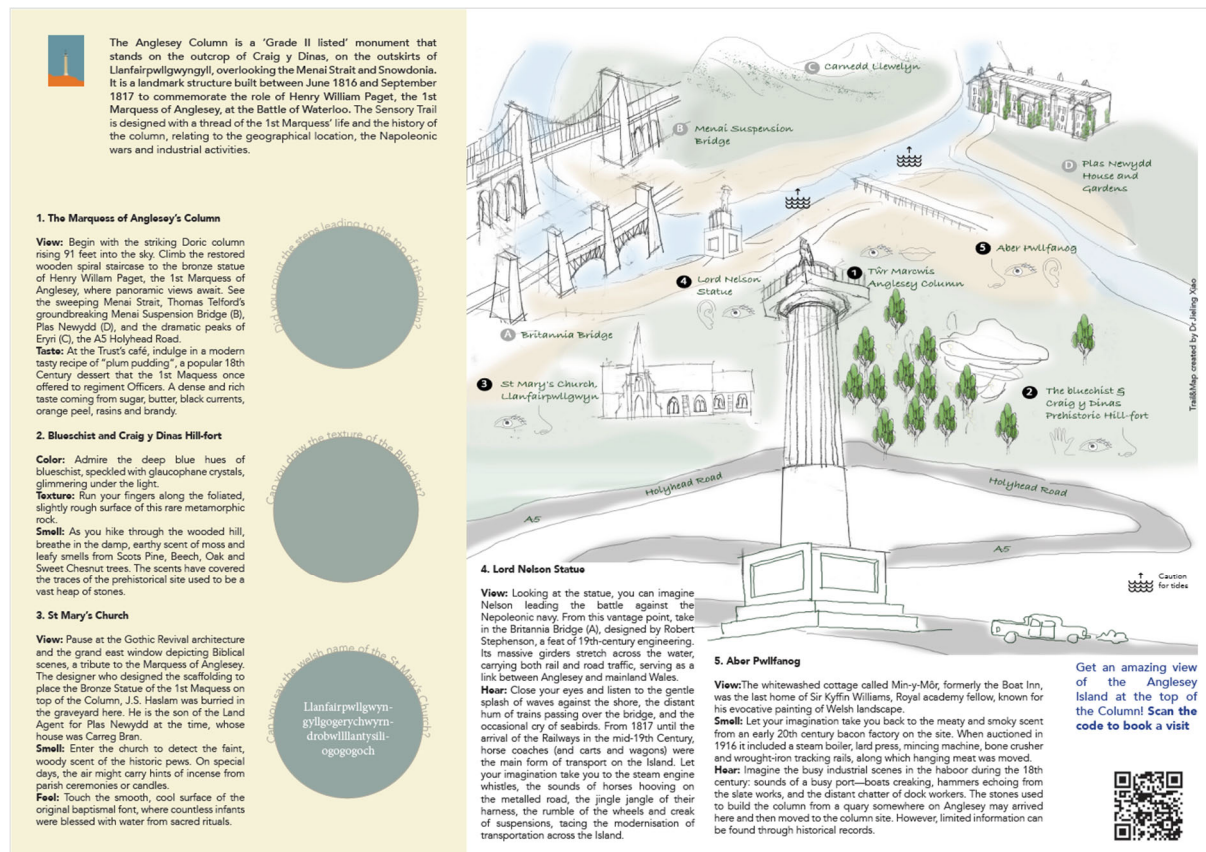 The Anglesey Column is a 'Grade II listed' monument that
stands on the outcrop of Craig y Dinas, on the outskirts of
Llanfairpwllgwyngyll, overlooking the Menai Strait and Snowdonia.
It is a landmark structure built between June 1816 and September
1817 to commemorate the role of Henry William Paget, the 1st
Marquess of Anglesey, at the Battle of Waterloo. The Sensory Trail
is designed with a thread of the 1st Marquess' life and the history of
the column, relating to the geographical location, the Napoleonic
wars and industrial activities.
1. The Marquess of Anglesey's Column
View: Begin with the striking Doric column
rising 91 feet into the sky. Climb the restored
wooden spiral staircase to the bronze statue
of Henry Willam Paget, the 1st Marquess of
Anglesey, where panoramic views await. See
the sweeping Menai Strait, Thomas Telford's
groundbreaking Menai Suspension Bridge (B),
Plas Newydd (D), and the dramatic peaks of
Eryri (C), the A5 Holyhead Road.
Taste: At the Trust's café, indulge in a modern
tasty recipe of "plum pudding", a popular 18th
Century dessert that the 1st Maquess once
offered to regiment Officers. A dense and rich
taste coming from sugar, butter, black currents,
orange peel, rasins and brandy.
the steps leading to the top of the column?
2. Blueschist and Craig y Dinas Hill-fort
Color: Admire the deep blue hues of
blueschist, speckled with glaucophane crystals,
glimmering under the light.
Texture: Run your fingers along the foliated,
slightly rough surface of this rare metamorphic
rock.
Smell: As you hike through the wooded hill,
breathe in the damp, earthy scent of moss and
leafy smells from Scots Pine, Beech, Oak and
Sweet Chesnut trees. The scents have covered
the traces of the prehistorical site used to be a
vast heap of stones.
Can you draw the texture of the
3. St Mary's Church
View: Pause at the Gothic Revival architecture
and the grand east window depicting Biblical
scenes, a tribute to the Marquess of Anglesey.
The designer who designed the scaffolding to
place the Bronze Statue of the 1st Maquess on
top of the Column, J.S. Haslam was burried in
the graveyard here. He is the son of the Land
Agent for Plas Newydd at the time, whose
house was Carreg Bran.
Smell: Enter the church to detect the faint,
woody scent of the historic pews. On special
days, the air might carry hints of incense from
parish ceremonies or candles.
Feel: Touch the smooth, cool surface of the
original baptismal font, where countless infants
were blessed with water from sacred rituals.
the welsh name of the St Mary's Church?
Llanfairpwllgwyn-
gyllgogerychwyrn-
drobwllllantysili-
ogogogoch
C Carnedd Llewelyn
B Menai Suspension
Bridge
D Plas Newydd
House and
Gardens
5 Aber Pwllfanog
4 Lord Nelson
Statue
1 Tŵr Marcwis
Anglesey Column
A Britannia Bridge
3 St Mary's Church,
Llanfairpwllgwyn
2 The bluechist &
Craig y Dinas
Prehistoric Hill-fort
Holyhead Road
Holyhead Road
A5
A5
Caution
for tides
Trail&Map created by Dr Jieling Xiao
4. Lord Nelson Statue
View: Looking at the statue, you can imagine
Nelson leading the battle against the
Nepoleonic navy. From this vantage point, take
in the Britannia Bridge (A), designed by Robert
Stephenson, a feat of 19th-century engineering.
Its massive girders stretch across the water,
carrying both rail and road traffic, serving as a
link between Anglesey and mainland Wales.
Hear: Close your eyes and listen to the gentle
splash of waves against the shore, the distant
hum of trains passing over the bridge, and the
occasional cry of seabirds. From 1817 until the
arrival of the Railways in the mid-19th Century,
horse coaches (and carts and wagons) were
the main form of transport on the Island. Let
your imagination take you to the steam engine
whistles, the sounds of horses hooving on
the metalled road, the jingle jangle of their
harness, the rumble of the wheels and creak
of suspensions, tacing the modernisation of
transportation across the Island.
5. Aber Pwllfanog
View:The whitewashed cottage called Min-y-Môr, formerly the Boat Inn,
was the last home of Sir Kyffin Williams, Royal academy fellow, known for
his evocative painting of Welsh landscape.
Smell: Let your imagination take you back to the meaty and smoky scent
from an early 20th century bacon factory on the site. When auctioned in
1916 it included a steam boiler, lard press, mincing machine, bone crusher
and wrought-iron tracking rails, along which hanging meat was moved.
Hear: Imagine the busy industrial scenes in the haboor during the 18th
century: sounds of a busy port—boats creaking, hammers echoing from
the slate works, and the distant chatter of dock workers. The stones used
to build the column from a quary somewhere on Anglesey may arrived
here and then moved to the column site. However, limited information can
be found through historical records.
Get an amazing view
of the Anglesey
Island at the top of
the Column! Scan the
code to book a visit